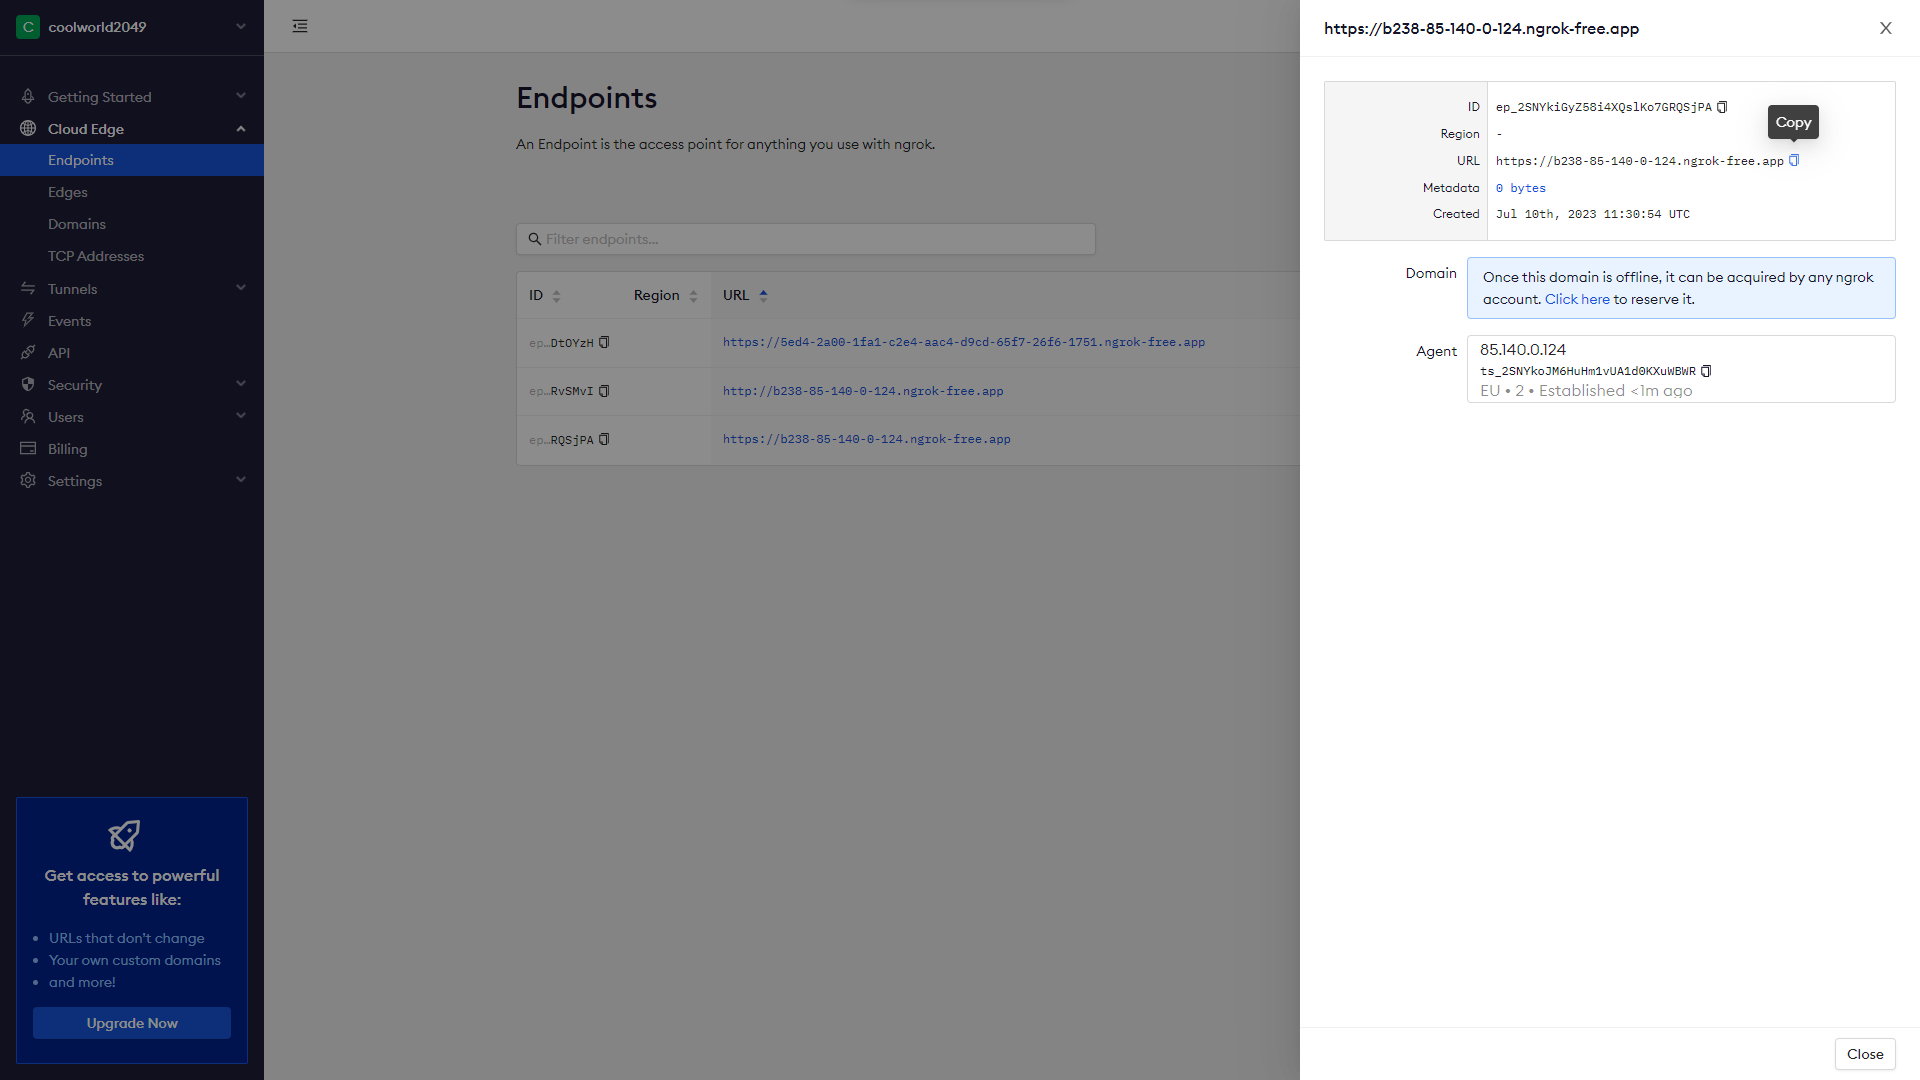 C coolworld2049
Getting Started
Cloud Edge
Endpoints
Edges
Domains
TCP Addresses
Tunnels
Events
API
Security
Users
Billing
Settings
Get access to powerful
features like:
• URLs that don't change
• Your own custom domains
• and more!
Upgrade Now
Endpoints
An Endpoint is the access point for anything you use with ngrok.
Filter endpoints...
ID Region URL
ep…DtOYzH https://5ed4-2a00-1fa1-c2e4-aac4-d9cd-65f7-26f6-1751.ngrok-free.app
ep…RvSMvI http://b238-85-140-0-124.ngrok-free.app
ep…RQSjPA https://b238-85-140-0-124.ngrok-free.app
https://b238-85-140-0-124.ngrok-free.app
ID ep_2SNYkiGyZ58i4XQslKo7GRQSjPA
Copy
Region -
URL https://b238-85-140-0-124.ngrok-free.app
Metadata 0 bytes
Created Jul 10th, 2023 11:30:54 UTC
Domain Once this domain is offline, it can be acquired by any ngrok
account. Click here to reserve it.
Agent 85.140.0.124
ts_2SNYkoJM6HuHm1vUA1d0KXuWBWR
EU • 2 • Established <1m ago
Close